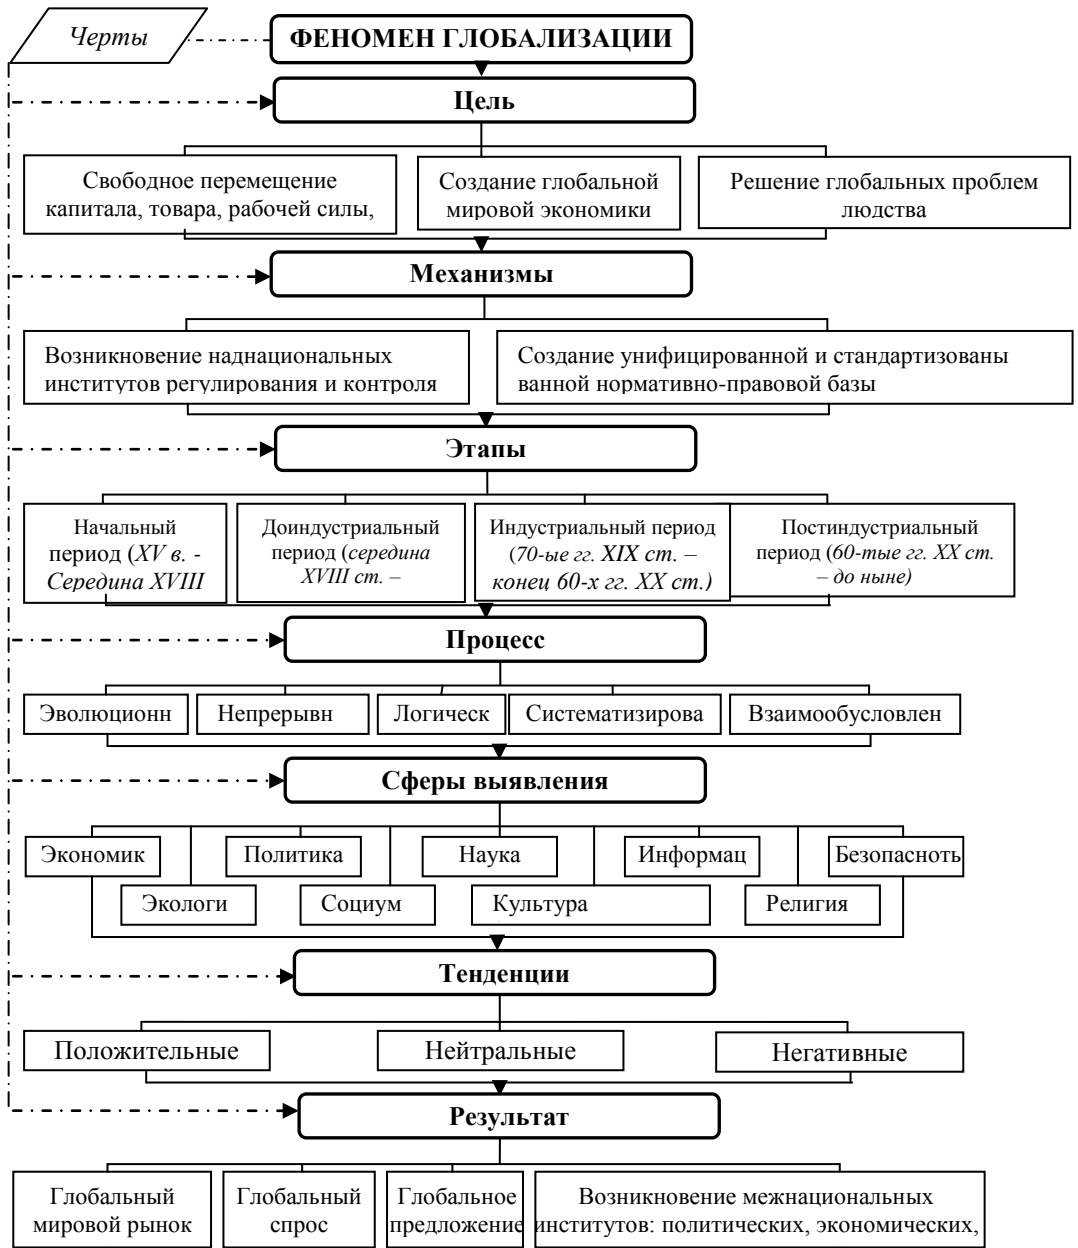 Черты
ФЕНОМЕН ГЛОБАЛИЗАЦИИ
Цель
Свободное перемещение
капитала, товара, рабочей силы,
Создание глобальной
мировой экономики
Решение глобальных проблем
людства
Механизмы
Возникновение наднациональных
институтов регулирования и контроля
Создание унифицированной и стандартизованы
ванной нормативно-правовой базы
Этапы
Начальный
период (XV в. -
Середина XVIII
Доиндустриальный
период (середина
XVIII ст. –
Индустриальный период
(70-ые гг. XIX ст. –
конец 60-х гг. XX ст.)
Постиндустриальный
период (60-тые гг. XX ст.
– до ныне)
Процесс
Эволюционн
Непрерывн
Логическ
Систематизирова
Взаимообусловлен
Сферы выявления
Экономик
Политика
Наука
Информац
Безопасноть
Экологи
Социум
Культура
Религия
Тенденции
Положительные
Нейтральные
Негативные
Результат
Глобальный
мировой рынок
Глобальный
спрос
Глобальное
предложение
Возникновение межнациональных
институтов: политических, экономических,